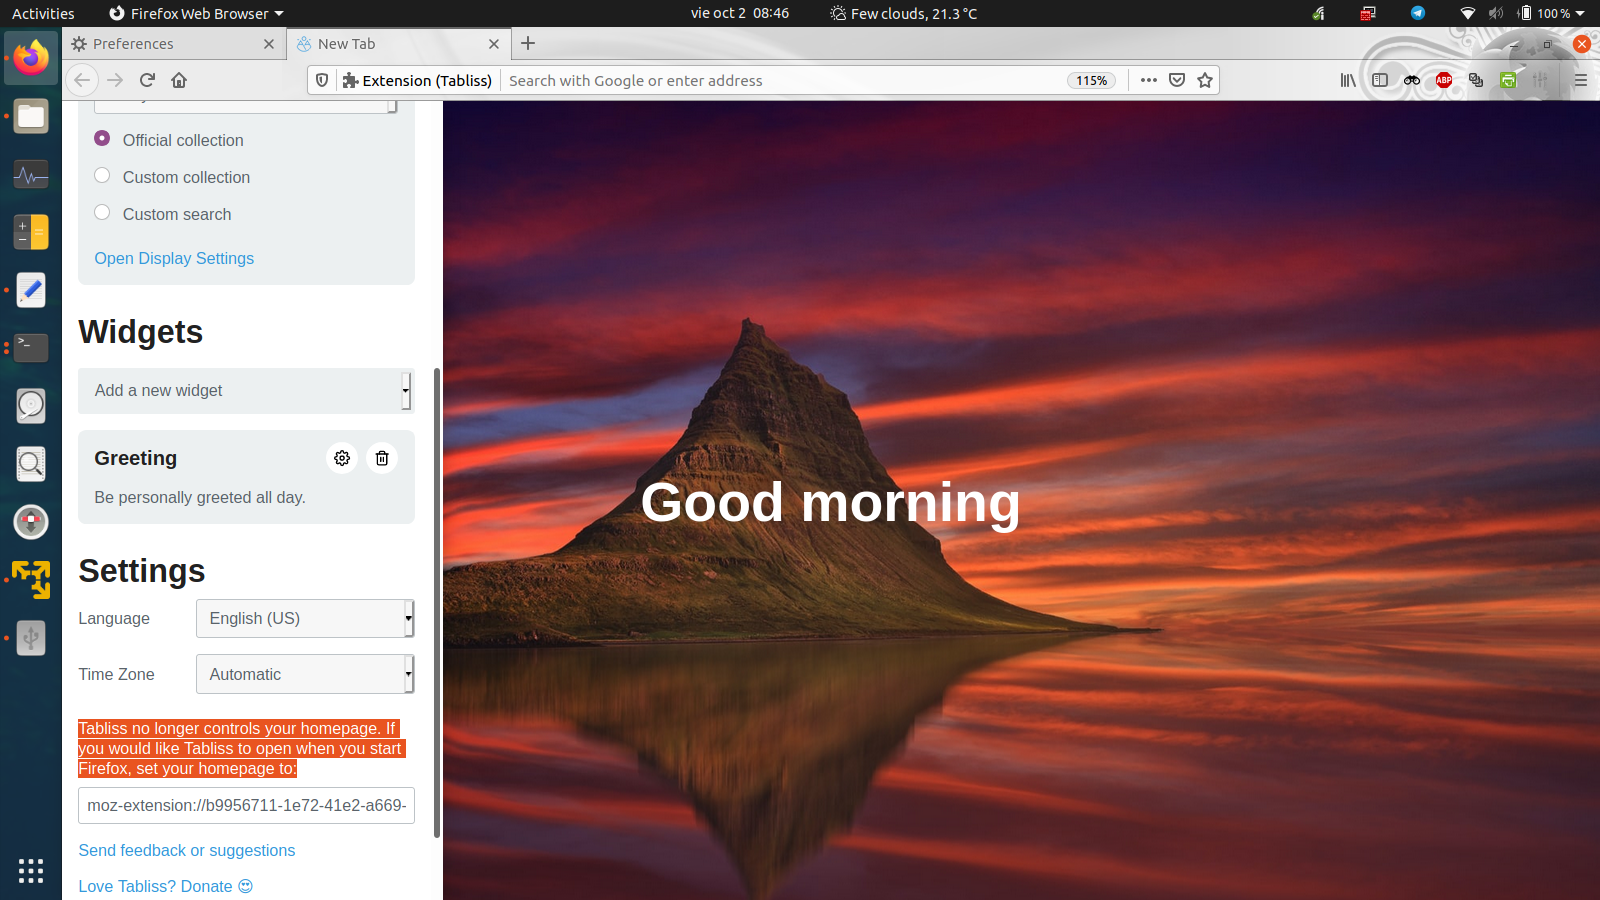 Activities
Firefox Web Browser
vie oct 2 08:46
Few clouds, 21.3 °C
100 %
Preferences
New Tab
Extension (Tabliss)
Search with Google or enter address
115%
ABP
Official collection
Custom collection
Custom search
Open Display Settings
Widgets
Add a new widget
Greeting
Be personally greeted all day.
Good morning
Settings
Language
English (US)
Time Zone
Automatic
Tabliss no longer controls your homepage. If
you would like Tabliss to open when you start
Firefox, set your homepage to:
moz-extension://b9956711-1e72-41e2-a669-
Send feedback or suggestions
Love Tabliss? Donate 😍